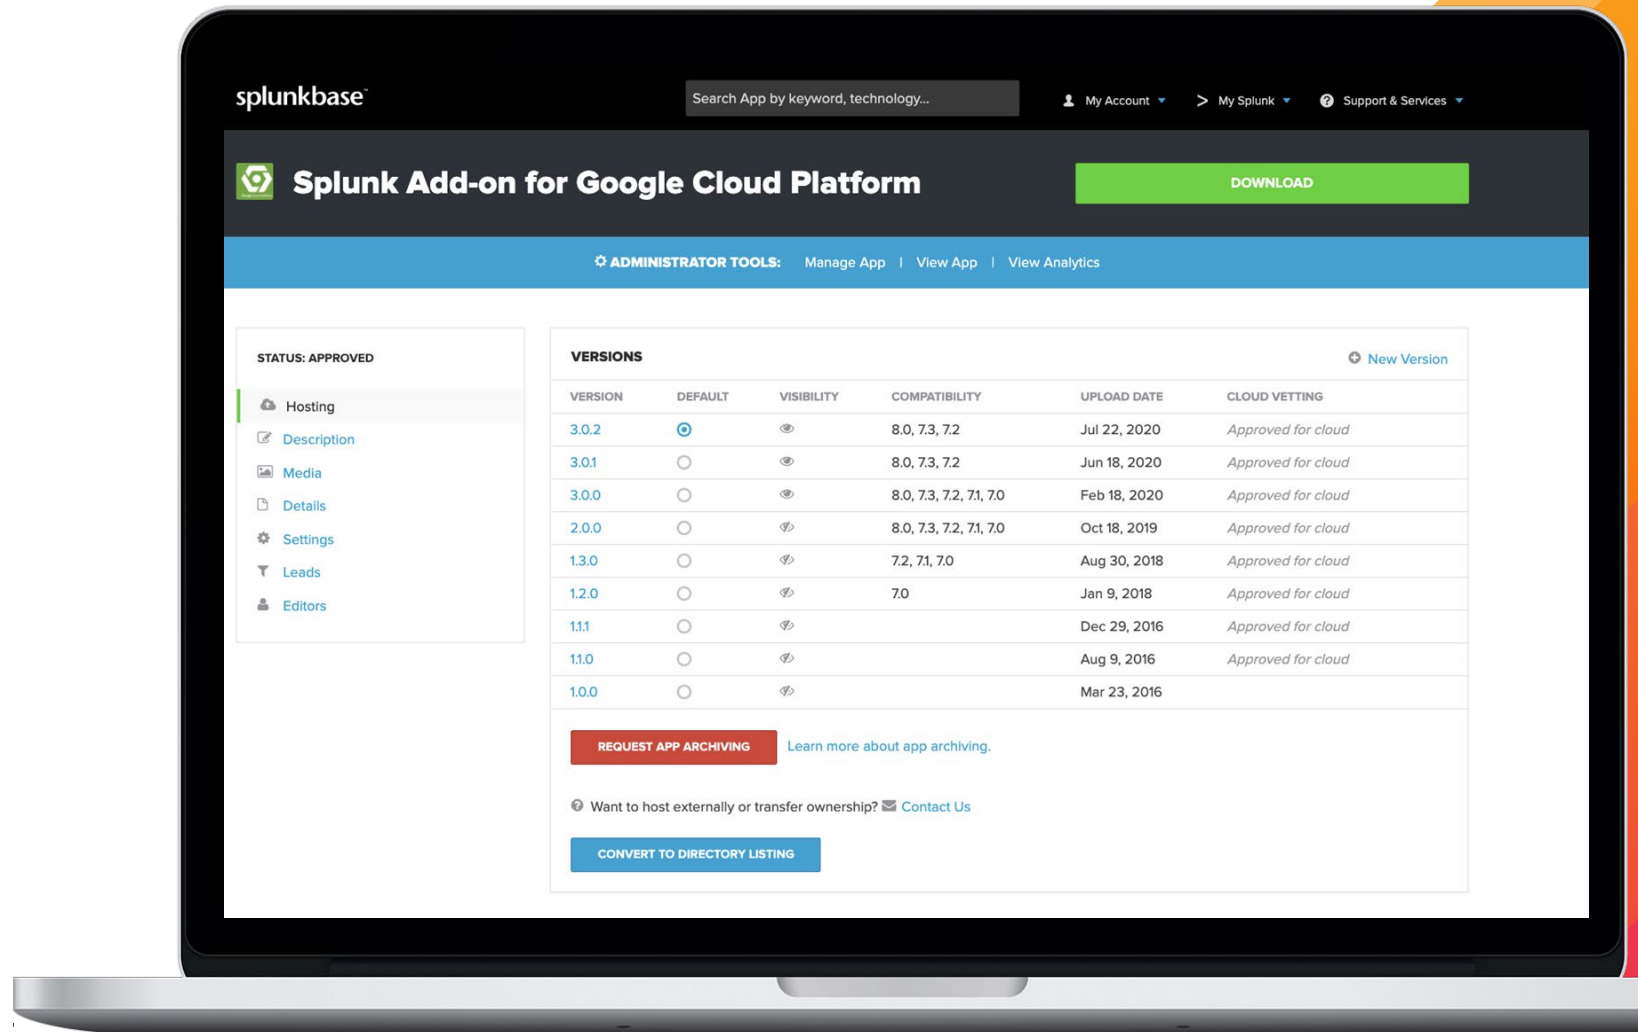 splunkbase™
Search App by keyword, technology...
My Account
> My Splunk
Support & Services
Splunk Add-on for Google Cloud Platform
DOWNLOAD
ADMINISTRATOR TOOLS: Manage App | View App | View Analytics
STATUS: APPROVED
Hosting
Description
Media
Details
Settings
Leads
Editors
VERSIONS
New Version
VERSION DEFAULT VISIBILITY COMPATIBILITY UPLOAD DATE CLOUD VETTING
3.0.2 8.0, 7.3, 7.2 Jul 22, 2020 Approved for cloud
3.0.1 8.0, 7.3, 7.2 Jun 18, 2020 Approved for cloud
3.0.0 8.0, 7.3, 7.2, 7.1, 7.0 Feb 18, 2020 Approved for cloud
2.0.0 8.0, 7.3, 7.2, 7.1, 7.0 Oct 18, 2019 Approved for cloud
1.3.0 7.2, 7.1, 7.0 Aug 30, 2018 Approved for cloud
1.2.0 7.0 Jan 9, 2018 Approved for cloud
1.1.1 Dec 29, 2016 Approved for cloud
1.1.0 Aug 9, 2016 Approved for cloud
1.0.0 Mar 23, 2016
REQUEST APP ARCHIVING Learn more about app archiving.
Want to host externally or transfer ownership? Contact Us
CONVERT TO DIRECTORY LISTING